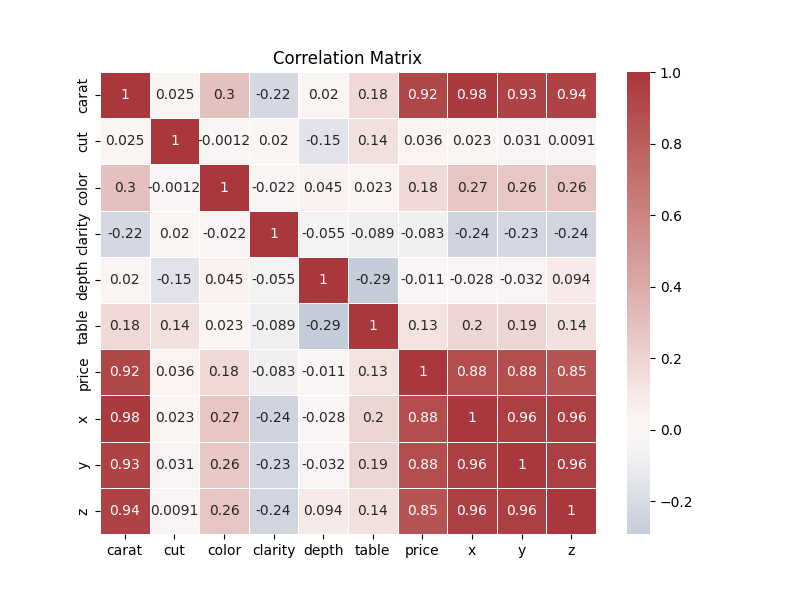 Correlation Matrix
carat 1 0.025 0.3 -0.22 0.02 0.18 0.92 0.98 0.93 0.94
cut 0.025 1 -0.0012 0.02 -0.15 0.14 0.036 0.023 0.031 0.0091
color 0.3 -0.0012 1 -0.022 0.045 0.023 0.18 0.27 0.26 0.26
clarity -0.22 0.02 -0.022 1 -0.055 -0.089 -0.083 -0.24 -0.23 -0.24
depth 0.02 -0.15 0.045 -0.055 1 -0.29 -0.011 -0.028 -0.032 0.094
table 0.18 0.14 0.023 -0.089 -0.29 1 0.13 0.2 0.19 0.14
price 0.92 0.036 0.18 -0.083 -0.011 0.13 1 0.88 0.88 0.85
x 0.98 0.023 0.27 -0.24 -0.028 0.2 0.88 1 0.96 0.96
y 0.93 0.031 0.26 -0.23 -0.032 0.19 0.88 0.96 1 0.96
z 0.94 0.0091 0.26 -0.24 0.094 0.14 0.85 0.96 0.96 1
carat cut color clarity depth table price x y z
1.0
0.8
0.6
0.4
0.2
0.0
−0.2